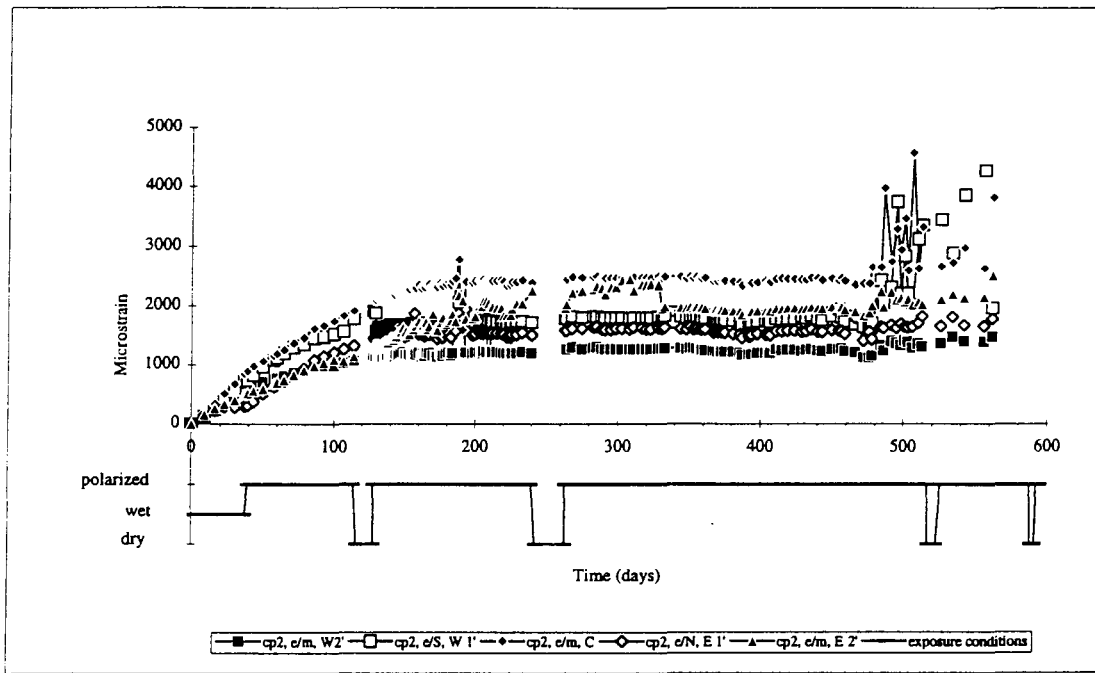 5000
4000
3000
2000
1000
0
Microstrain
0 100 200 300 400 500 600
polarized
wet
dry
Time (days)
cp2, e/m, W2' cp2, e/S, W 1' cp2, e/m, C cp2, e/N, E 1' cp2, e/m, E 2' exposure conditions